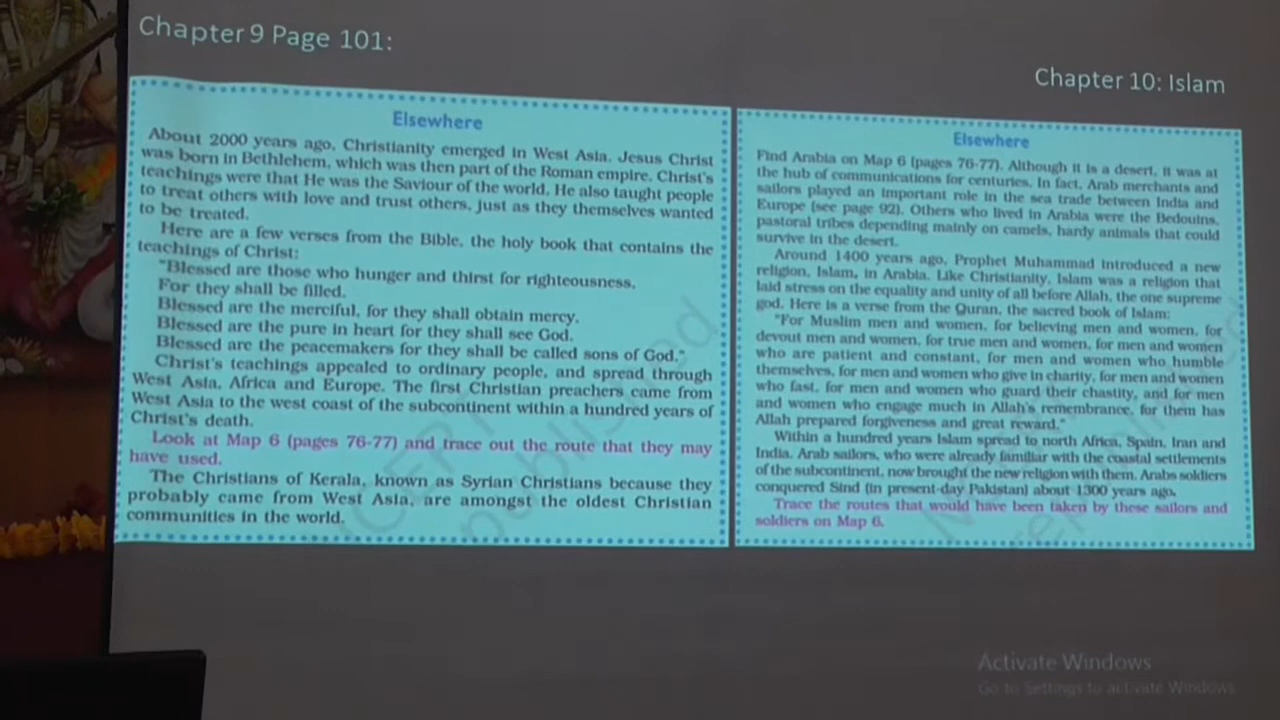 Chapter 9 Page 101:
Elsewhere
About 2000 years ago, Christianity emerged in West Asia. Jesus Christ
was born in Bethlehem, which was then part of the Roman empire. Christ's
teachings were that He was the Saviour of the world. He also taught people
to treat others with love and trust others, just as they themselves wanted
to be treated.
Here are a few verses from the Bible, the holy book that contains the
teachings of Christ:
"Blessed are those who hunger and thirst for righteousness,
For they shall be filled.
Blessed are the merciful, for they shall obtain mercy.
Blessed are the pure in heart for they shall see God.
Blessed are the peacemakers for they shall be called sons of God."
Christ's teachings appealed to ordinary people, and spread through
West Asia, Africa and Europe. The first Christian preachers came from
West Asia to the west coast of the subcontinent within a hundred years of
Christ's death.
Look at Map 6 (pages 76-77) and trace out the route that they may
have used.
The Christians of Kerala, known as Syrian Christians because they
probably came from West Asia, are amongst the oldest Christian
communities in the world.
Chapter 10: Islam
Elsewhere
Find Arabia on Map 6 (pages 76-77). Although it is a desert, it was at
the hub of communications for centuries. In fact, Arab merchants and
sailors played an important role in the sea trade between India and
Europe (see page 92). Others who lived in Arabia were the Bedouins,
pastoral tribes depending mainly on camels, hardy animals that could
survive in the desert.
Around 1400 years ago, Prophet Muhammad introduced a new
religion, Islam, in Arabia. Like Christianity, Islam was a religion that
laid stress on the equality and unity of all before Allah, the one supreme
god. Here is a verse from the Quran, the sacred book of Islam:
"For Muslim men and women, for believing men and women, for
devout men and women, for true men and women, for men and women
who are patient and constant, for men and women who humble
themselves, for men and women who give in charity, for men and women
who fast, for men and women who guard their chastity, and for men
and women who engage much in Allah's remembrance, for them has
Allah prepared forgiveness and great reward."
Within a hundred years Islam spread to north Africa, Spain, Iran and
India. Arab sailors, who were already familiar with the coastal settlements
of the subcontinent, now brought the new religion with them. Arabs soldiers
conquered Sind (in present-day Pakistan) about 1300 years ago.
Trace the routes that would have been taken by these sailors and
soldiers on Map 6.
Activate Windows
Go to Settings to activate Windows